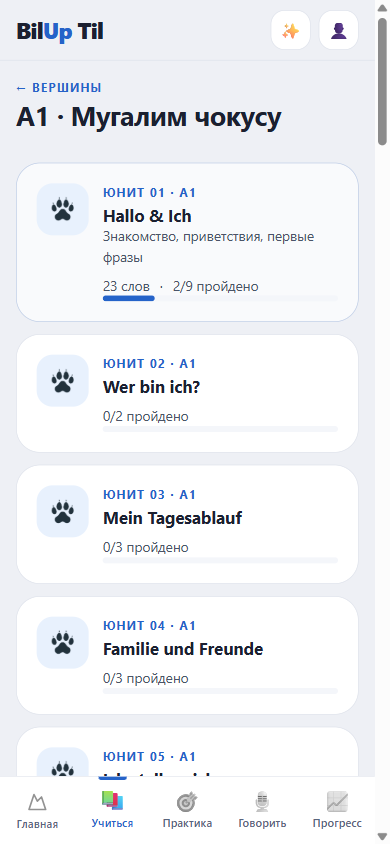 BilUp Til
← ВЕРШИНЫ
A1 · Мугалим чокусу
ЮНИТ 01 · A1
Hallo & Ich
Знакомство, приветствия, первые
фразы
23 слов · 2/9 пройдено
ЮНИТ 02 · A1
Wer bin ich?
0/2 пройдено
ЮНИТ 03 · A1
Mein Tagesablauf
0/3 пройдено
ЮНИТ 04 · A1
Familie und Freunde
0/3 пройдено
ЮНИТ 05 · A1
Главная
Учиться
Практика
Говорить
Прогресс